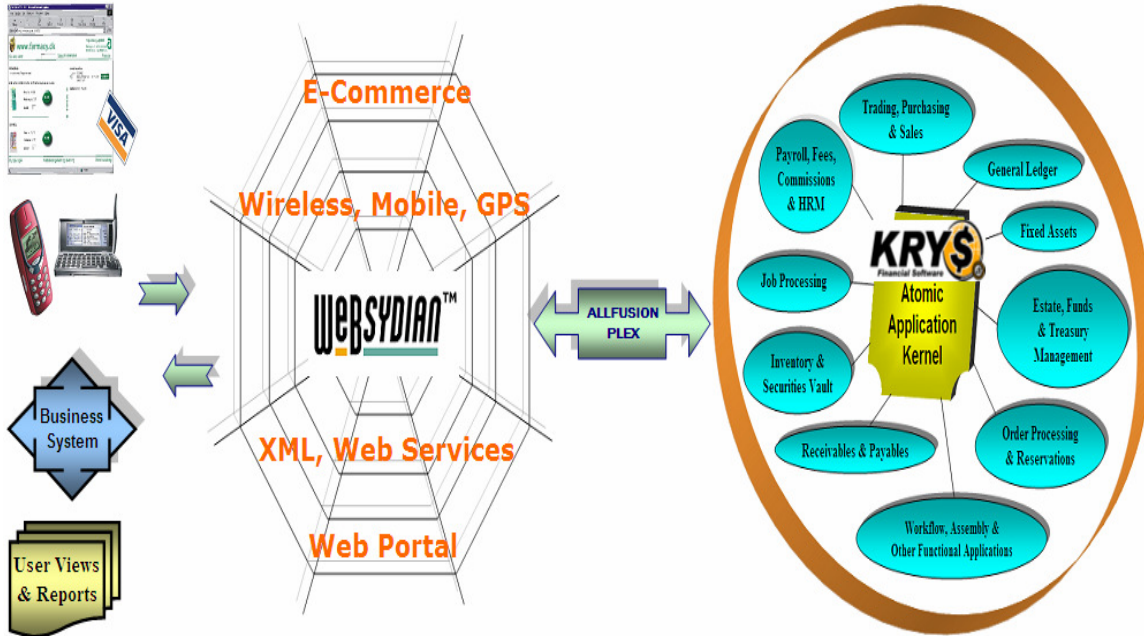 www.farmacy.dk
VISA
Business
System
User Views
& Reports
E-Commerce
Wireless, Mobile, GPS
WeBSYDIAN™
XML, Web Services
Web Portal
ALLFUSION
PLEX
Trading, Purchasing
& Sales
Payroll, Fees,
Commissions
& HRM
General Ledger
KRY$
Financial Software
Fixed Assets
Job Processing
Atomic
Application
Kernel
Estate, Funds
& Treasury
Management
Inventory &
Securities Vault
Receivables & Payables
Order Processing
& Reservations
Workflow, Assembly &
Other Functional Applications